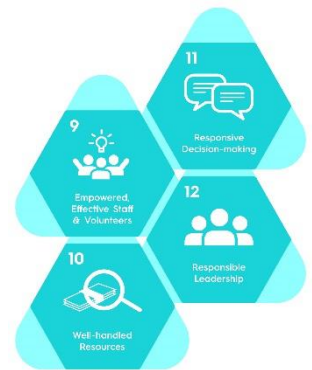 9
Empowered,
Effective Staff
& Volunteers
10
Well-handled
Resources
11
Responsive
Decision-making
12
Responsible
Leadership